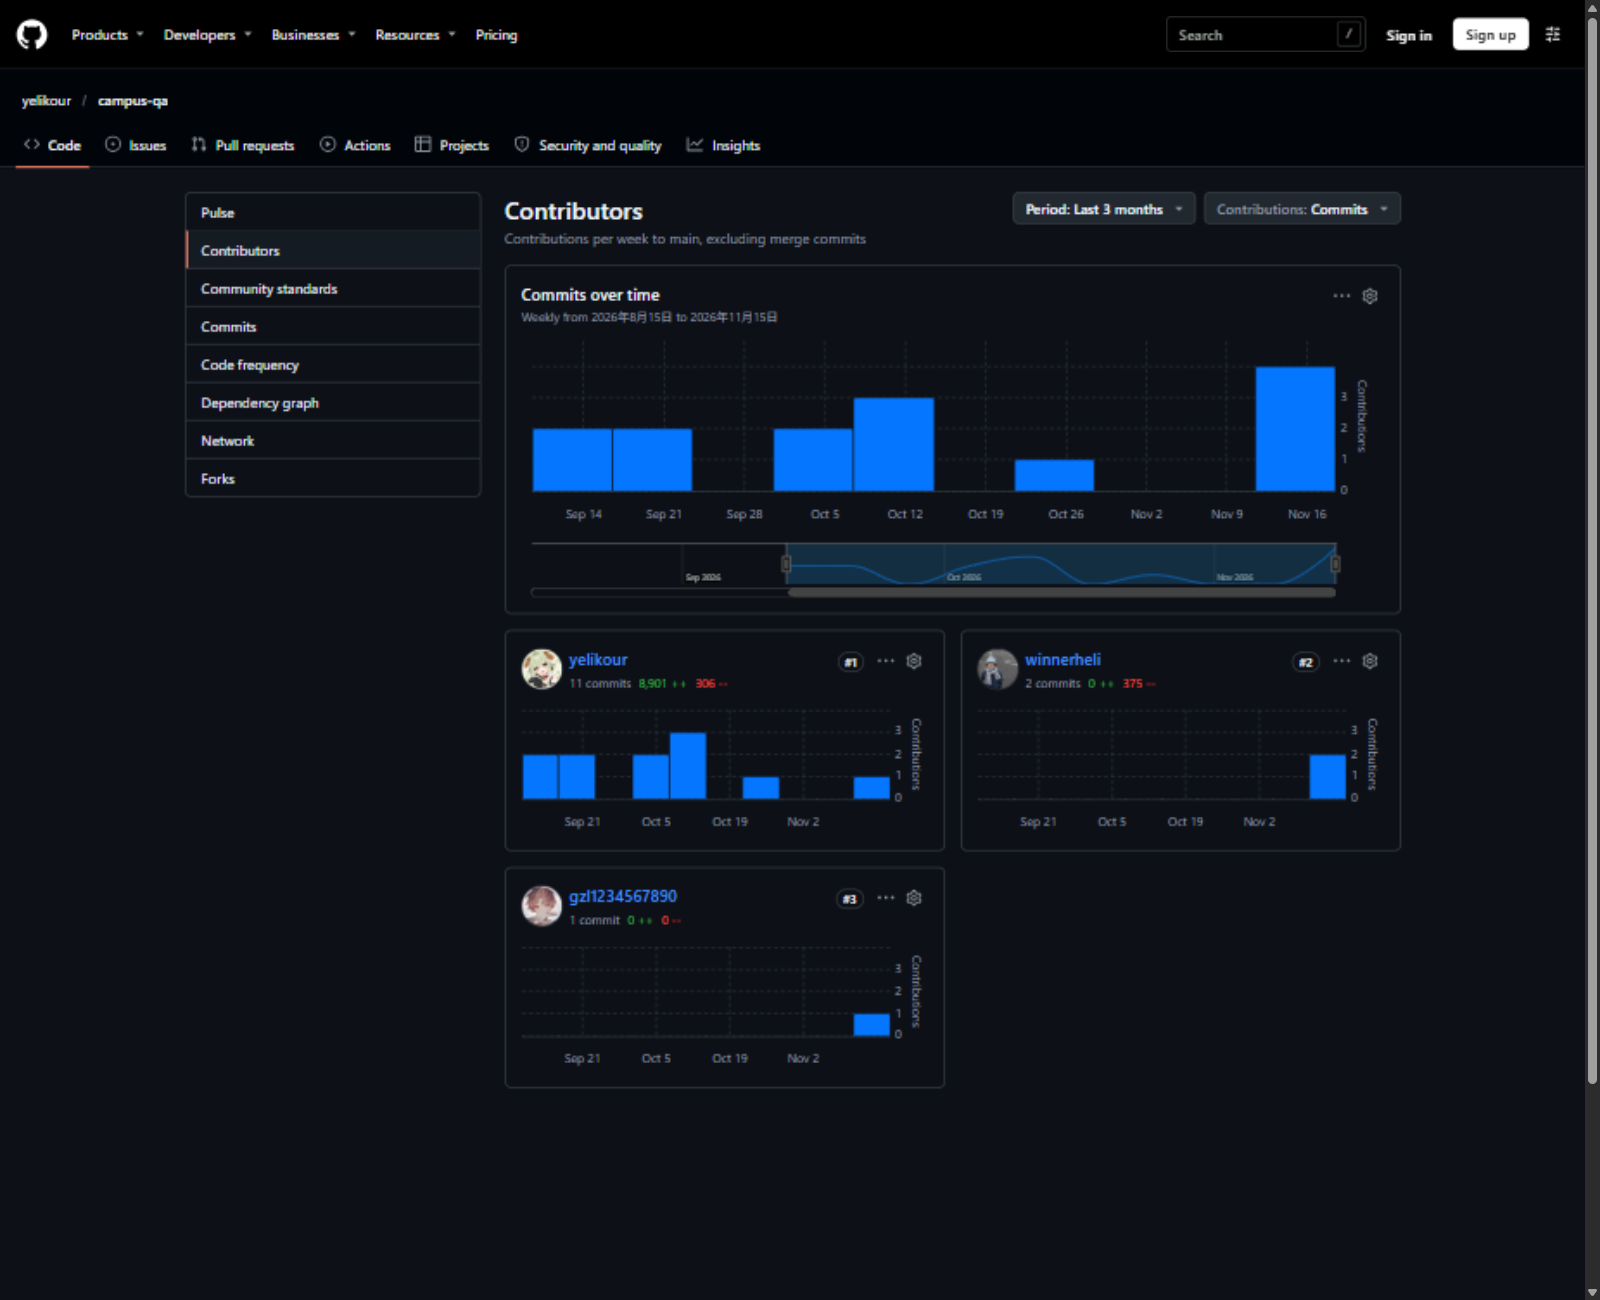 Products Developers Businesses Resources Pricing Search / Sign in Sign up
yelikour / campus-qa
Code Issues Pull requests Actions Projects Security and quality Insights
Pulse
Contributors
Community standards
Commits
Code frequency
Dependency graph
Network
Forks
Contributors
Period: Last 3 months Contributions: Commits
Contributions per week to main, excluding merge commits
Commits over time
Weekly from 2026年8月15日 to 2026年11月15日
3
2
1
0
Contributions
Sep 14 Sep 21 Sep 28 Oct 5 Oct 12 Oct 19 Oct 26 Nov 2 Nov 9 Nov 16
Sep 2026 Oct 2026 Nov 2026
yelikour #1
11 commits 8,901 ++ 306 --
3
2
1
0
Contributions
Sep 21 Oct 5 Oct 19 Nov 2
winnerheli #2
2 commits 0 ++ 375 --
3
2
1
0
Contributions
Sep 21 Oct 5 Oct 19 Nov 2
gzl1234567890 #3
1 commit 0 ++ 0 --
3
2
1
0
Contributions
Sep 21 Oct 5 Oct 19 Nov 2